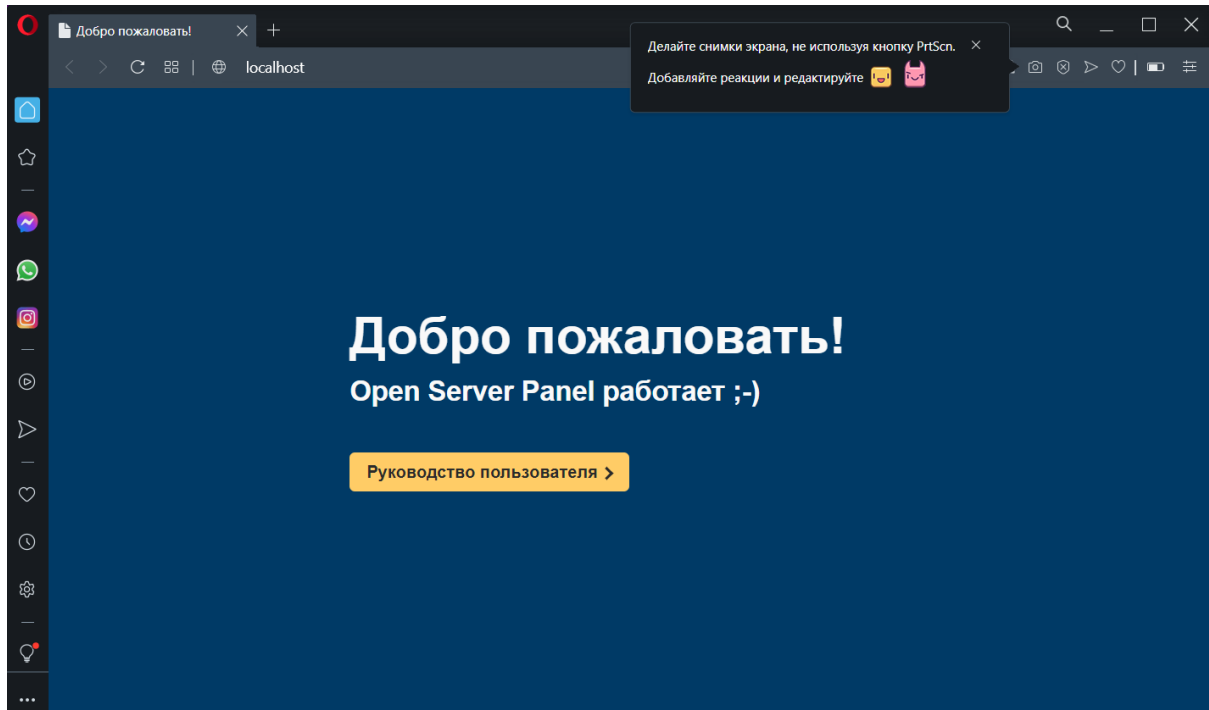 Добро пожаловать!
localhost
Делайте снимки экрана, не используя кнопку PrtScn.
Добавляйте реакции и редактируйте
Добро пожаловать!
Open Server Panel работает ;-)
Руководство пользователя >